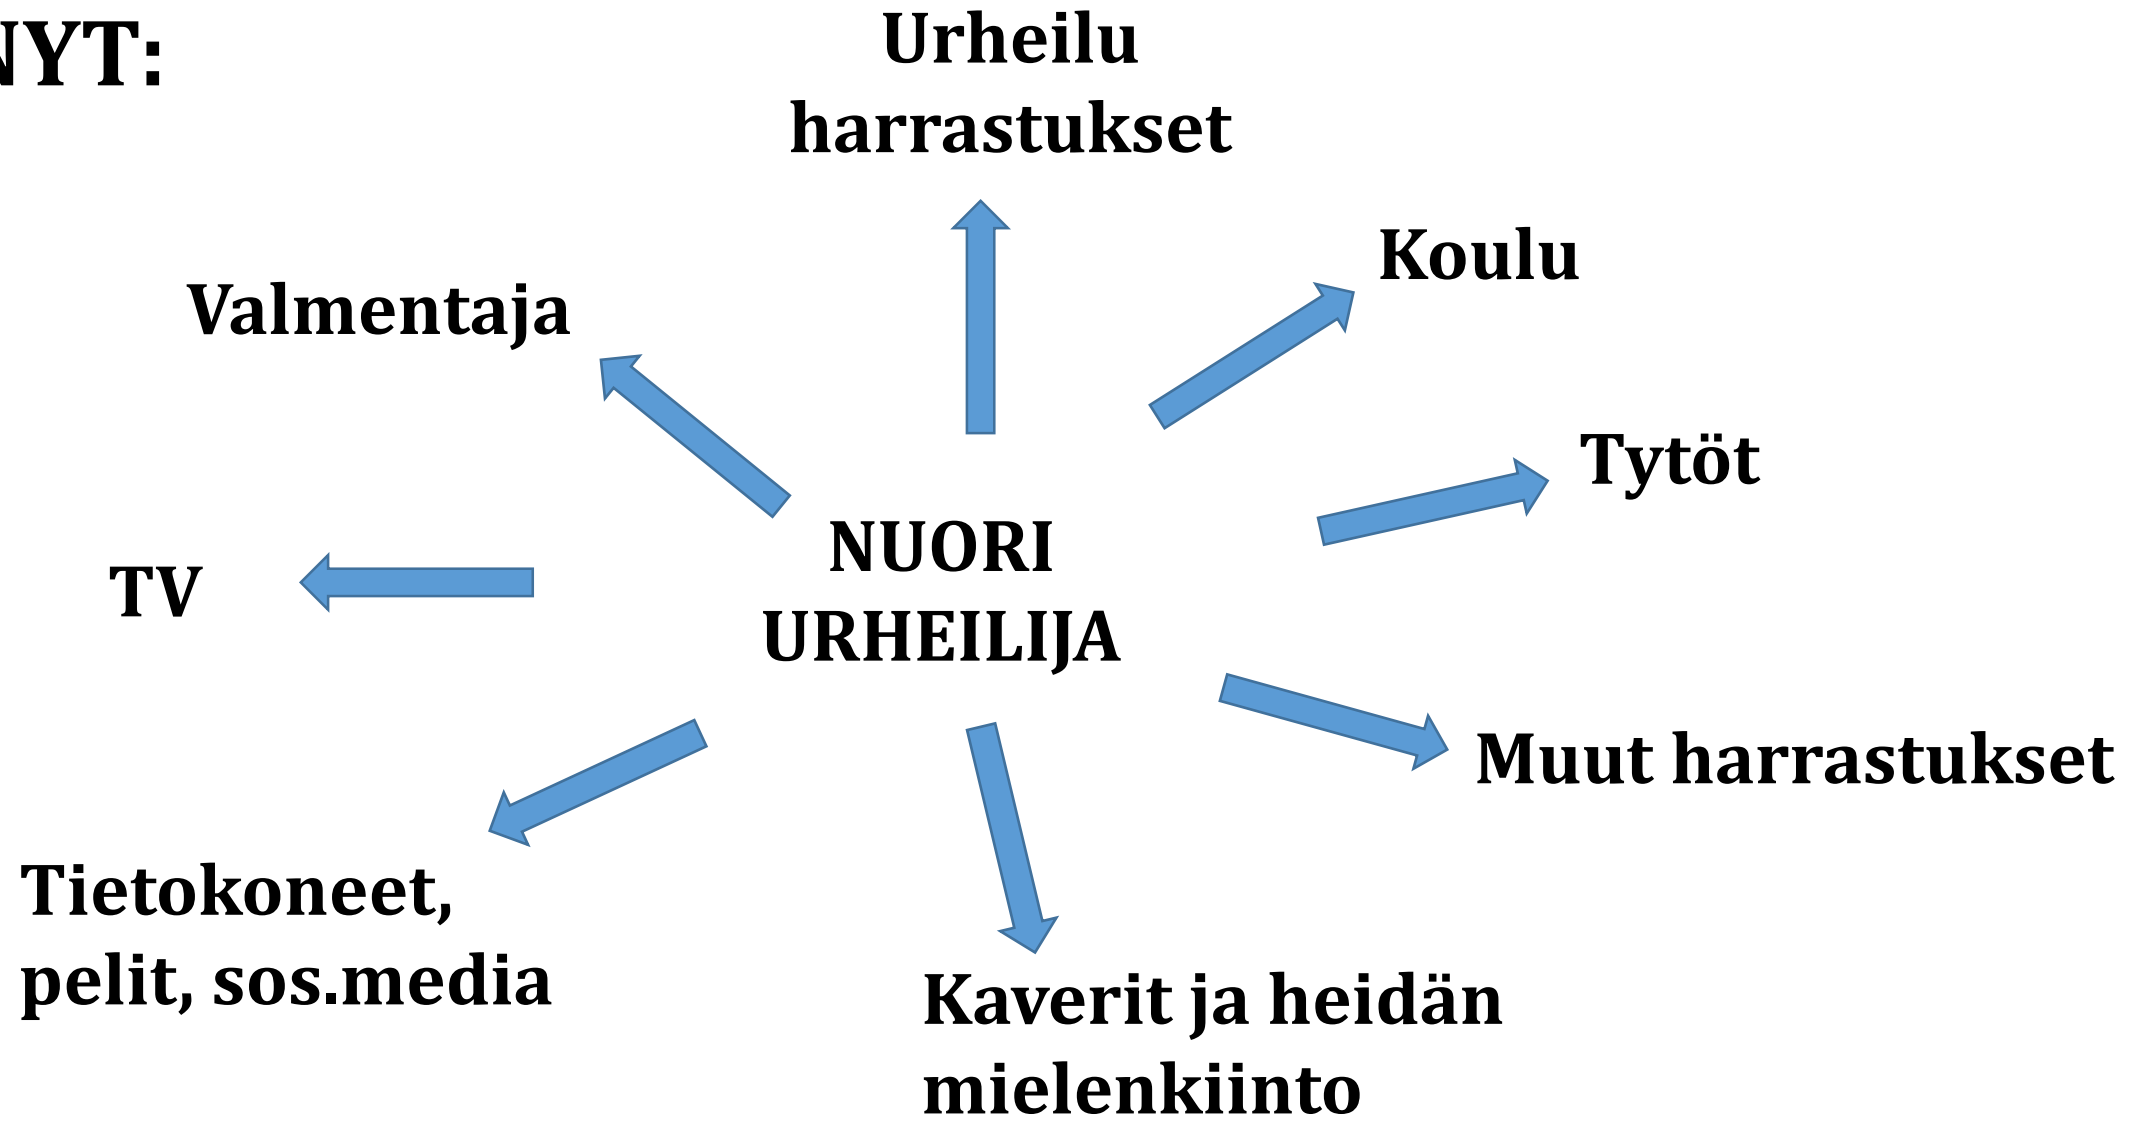 NYT:
Urheilu
harrastukset
Koulu
Valmentaja
Tytöt
NUORI
URHEILIJA
TV
Muut harrastukset
Tietokoneet,
pelit, sos.media
Kaverit ja heidän
mielenkiinto